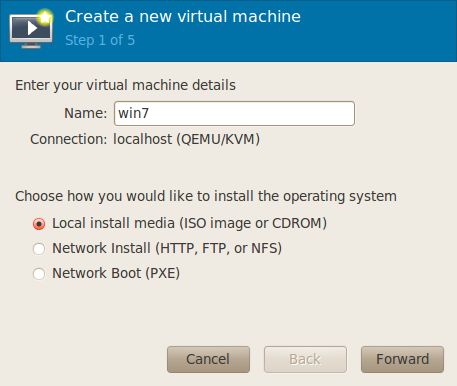 Create a new virtual machine
Step 1 of 5
Enter your virtual machine details
Name: win7
Connection: localhost (QEMU/KVM)
Choose how you would like to install the operating system
Local install media (ISO image or CDROM)
Network Install (HTTP, FTP, or NFS)
Network Boot (PXE)
Cancel Back Forward